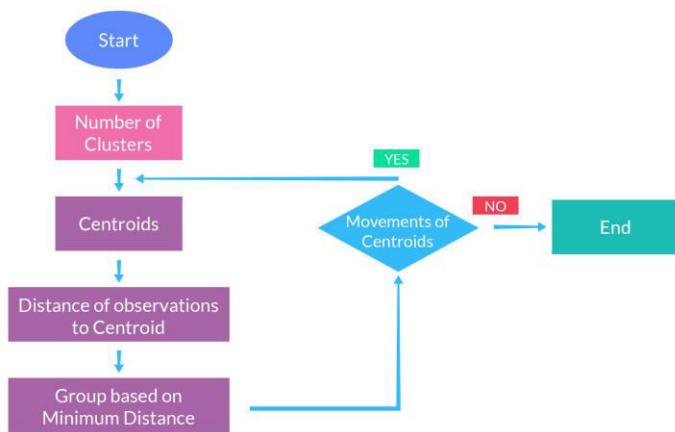 Start
Number of
Clusters
YES
Centroids
Movements of
Centroids
NO
End
Distance of observations
to Centroid
Group based on
Minimum Distance